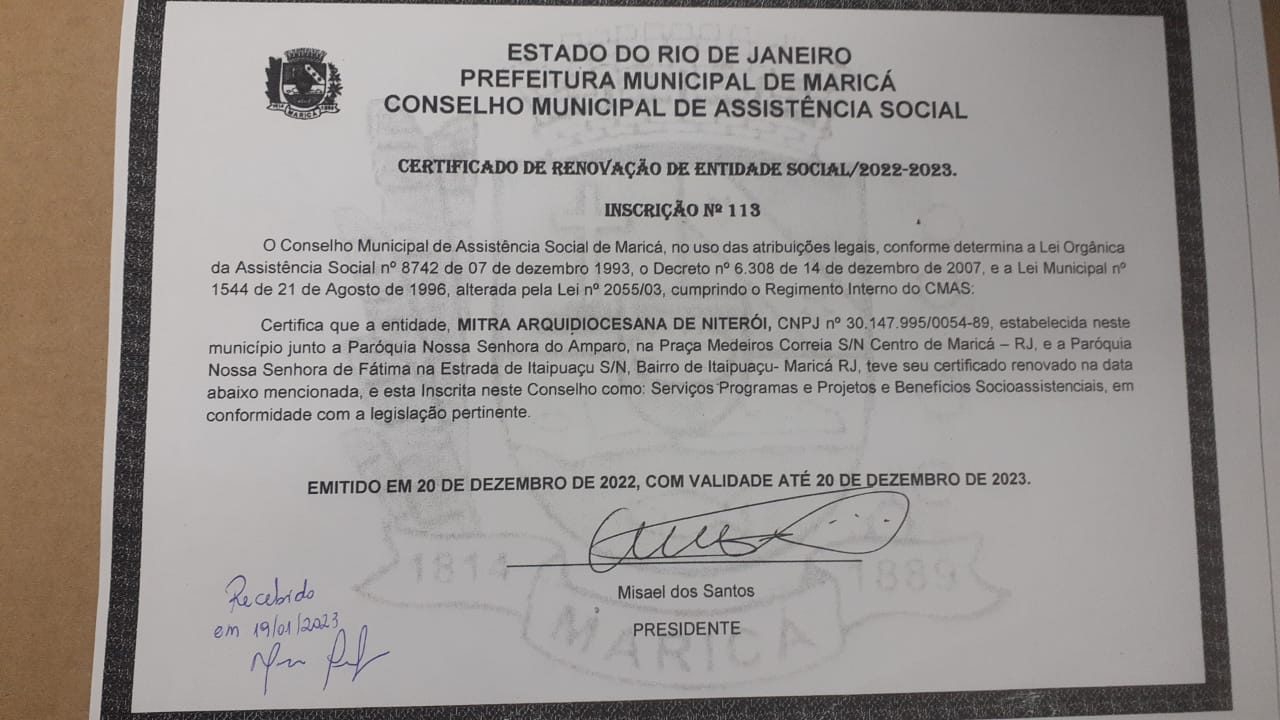 ESTADO DO RIO DE JANEIRO
PREFEITURA MUNICIPAL DE MARICÁ
CONSELHO MUNICIPAL DE ASSISTÊNCIA SOCIAL
MARICÁ
CERTIFICADO DE RENOVAÇÃO DE ENTIDADE SOCIAL/2022-2023.
INSCRIÇÃO Nº 113
O Conselho Municipal de Assistência Social de Maricá, no uso das atribuições legais, conforme determina a Lei Orgânica
da Assistência Social nº 8742 de 07 de dezembro 1993, o Decreto nº 6.308 de 14 de dezembro de 2007, e a Lei Municipal nº
1544 de 21 de Agosto de 1996, alterada pela Lei nº 2055/03, cumprindo o Regimento Interno do CMAS:
Certifica que a entidade, MITRA ARQUIDIOCESANA DE NITERÓI, CNPJ nº 30.147.995/0054-89, estabelecida neste
município junto a Paróquia Nossa Senhora do Amparo, na Praça Medeiros Correia S/N Centro de Maricá – RJ, e a Paróquia
Nossa Senhora de Fátima na Estrada de Itaipuaçu S/N, Bairro de Itaipuaçu- Maricá RJ, teve seu certificado renovado na data
abaixo mencionada, e esta Inscrita neste Conselho como: Serviços Programas e Projetos e Benefícios Socioassistenciais, em
conformidade com a legislação pertinente.
EMITIDO EM 20 DE DEZEMBRO DE 2022, COM VALIDADE ATÉ 20 DE DEZEMBRO DE 2023.
1814 1889
Misael dos Santos
PRESIDENTE
MARICÁ
Recebido
em 19/01/2023